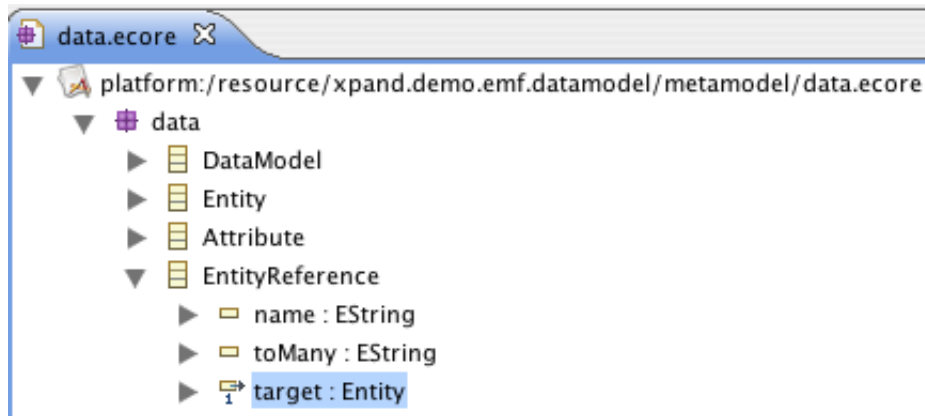 data.ecore
platform:/resource/xpand.demo.emf.datamodel/metamodel/data.ecore
data
DataModel
Entity
Attribute
EntityReference
name : EString
toMany : EString
1 target : Entity